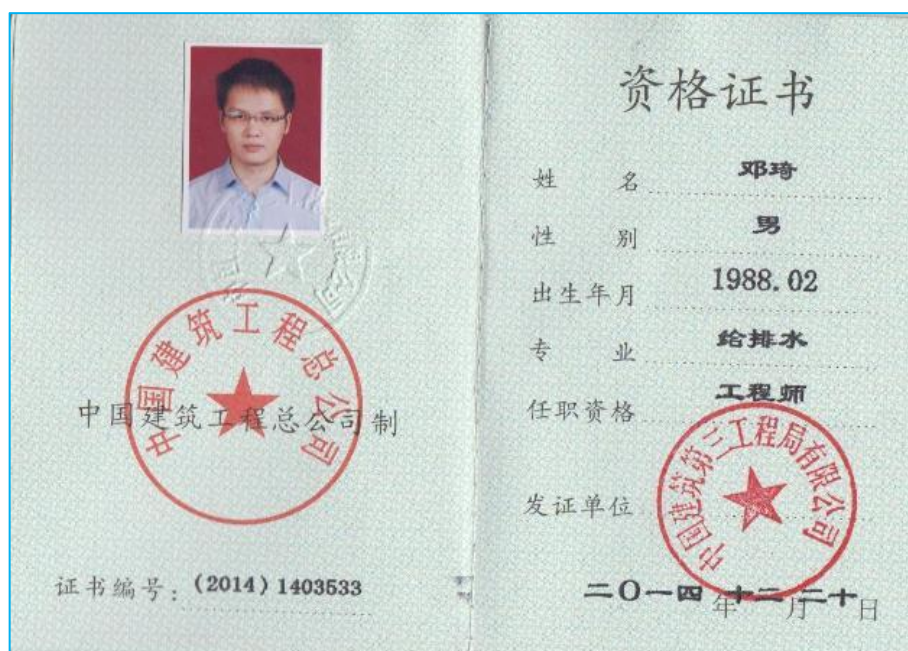 中国建筑工程总公司
中国建筑工程总公司制
证书编号：(2014)1403533
资格证书
姓名 邓琦
性别 男
出生年月 1988.02
专业 给排水
任职资格 工程师
发证单位
中国建筑第三工程局有限公司
二〇一四年十二月二十日